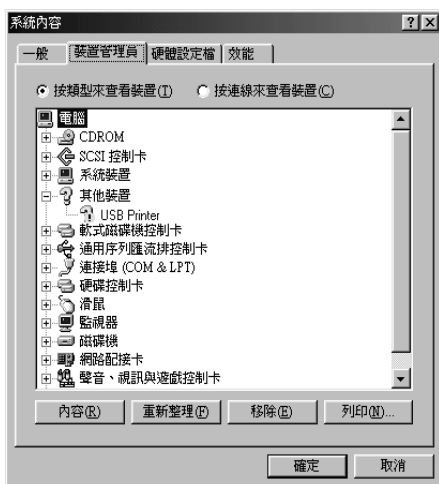 系統內容
一般 裝置管理員 硬體設定檔 效能
按類型來查看裝置(T) 按連線來查看裝置(C)
電腦
CDROM
SCSI 控制卡
系統裝置
其他裝置
USB Printer
軟式磁碟機控制卡
通用序列匯流排控制卡
連接埠 (COM & LPT)
硬碟控制卡
滑鼠
監視器
磁碟機
網路配接卡
聲音、視訊與遊戲控制卡
內容(R) 重新整理(F) 移除(E) 列印(N)...
確定 取消